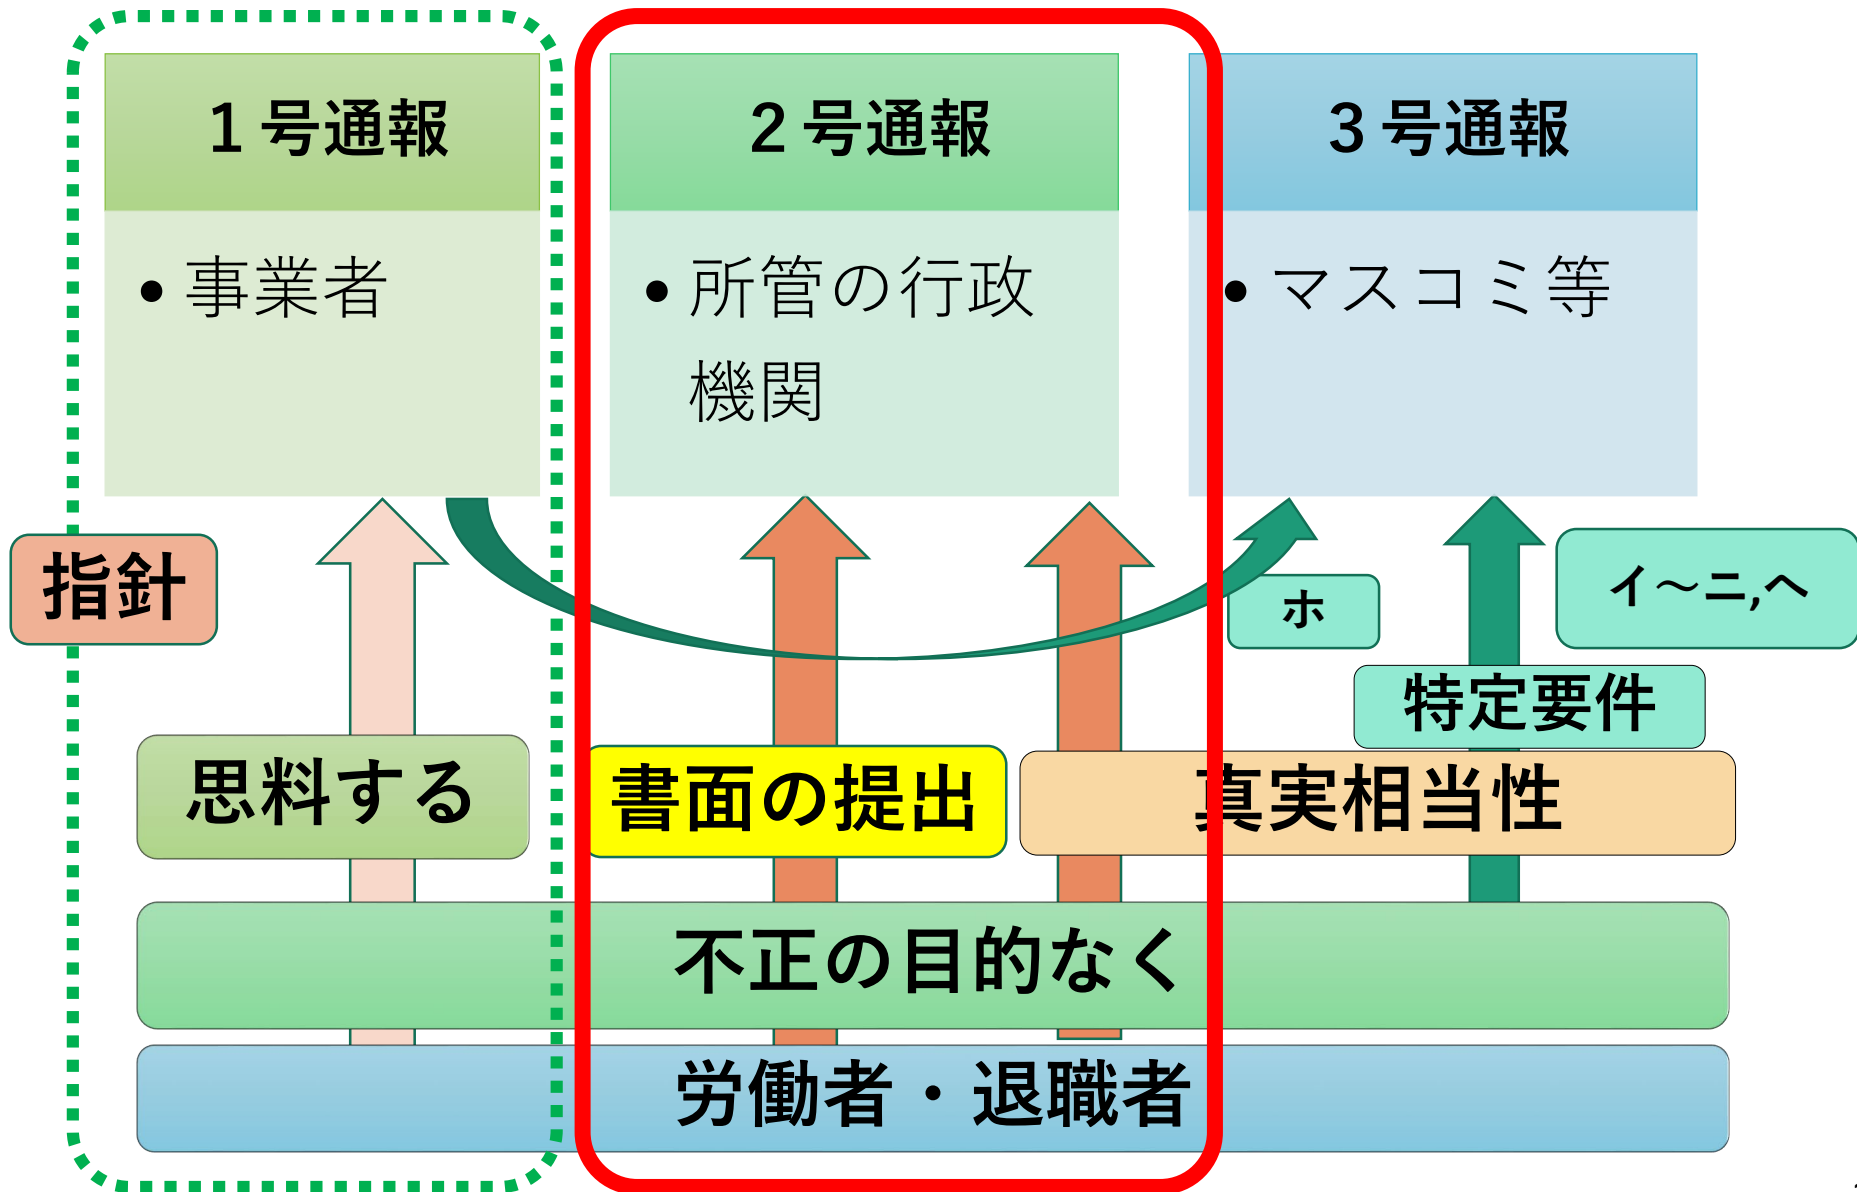 1号通報
2号通報
3号通報
• 事業者
• 所管の行政
機関
• マスコミ等
指針
ホ
イ～ニ,ヘ
特定要件
思料する
書面の提出
真実相当性
不正の目的なく
労働者・退職者